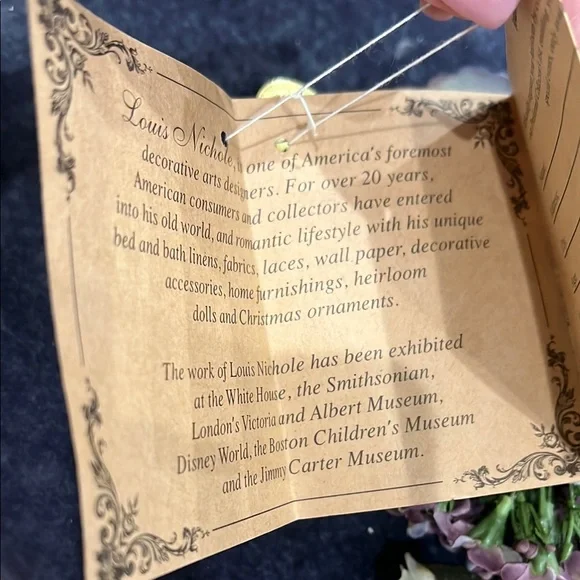 Louis Nichole, is one of America's foremost
decorative arts designers. For over 20 years,
American consumers and collectors have entered
into his old world, and romantic lifestyle with his unique
bed and bath linens, fabrics, laces, wall paper, decorative
accessories, home furnishings, heirloom
dolls and Christmas ornaments.
The work of Louis Nichole has been exhibited
at the White House, the Smithsonian,
London's Victoria and Albert Museum,
Disney World, the Boston Children's Museum
and the Jimmy Carter Museum.